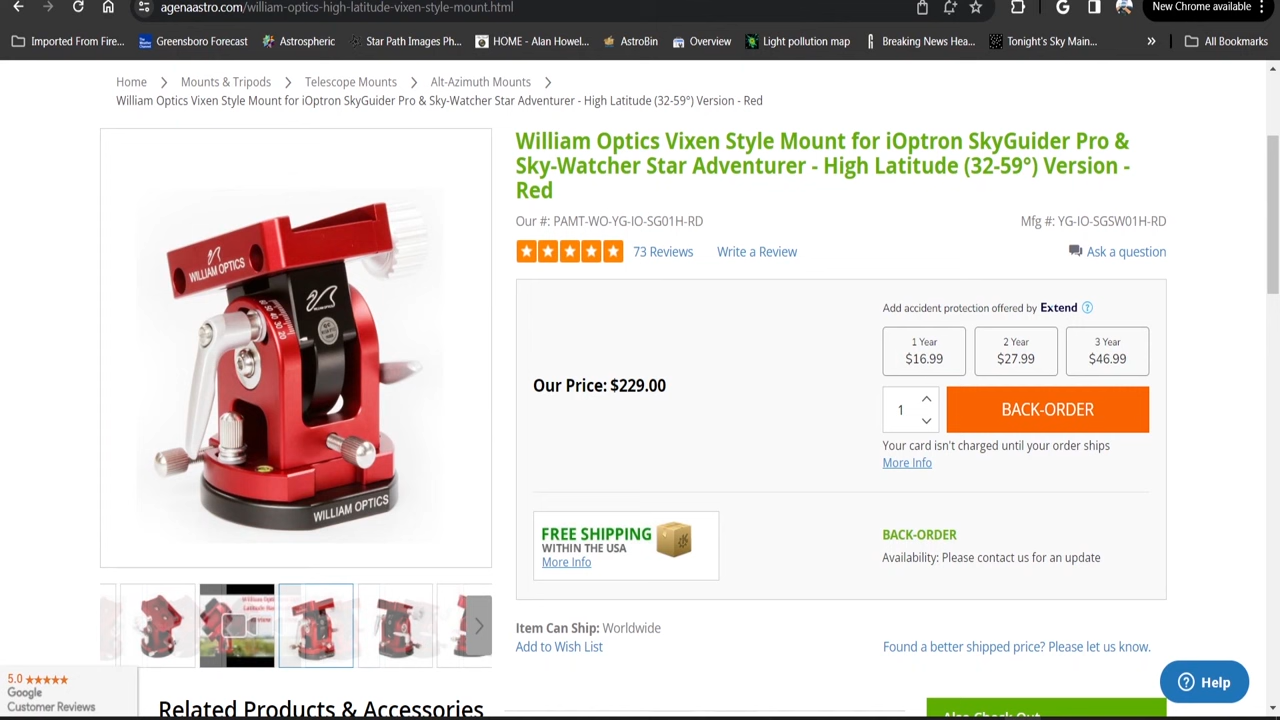 agenaastro.com/william-optics-high-latitude-vixen-style-mount.html
New Chrome available
Imported From Fire...
Greensboro Forecast
Astrospheric
Star Path Images Ph...
HOME - Alan Howel...
AstroBin
Overview
Light pollution map
Breaking News Hea...
Tonight's Sky Main...
All Bookmarks
Home
Mounts & Tripods
Telescope Mounts
Alt-Azimuth Mounts
William Optics Vixen Style Mount for iOptron SkyGuider Pro & Sky-Watcher Star Adventurer - High Latitude (32-59°) Version - Red
William Optics Vixen Style Mount for iOptron SkyGuider Pro &
Sky-Watcher Star Adventurer - High Latitude (32-59°) Version -
Red
Our #: PAMT-WO-YG-IO-SG01H-RD
Mfg #: YG-IO-SGSW01H-RD
73 Reviews
Write a Review
Ask a question
WILLIAM OPTICS
60 50 40 30 20
WILLIAM OPTICS
Add accident protection offered by Extend
1 Year
$16.99
2 Year
$27.99
3 Year
$46.99
Our Price: $229.00
1
BACK-ORDER
Your card isn't charged until your order ships
More Info
FREE SHIPPING
WITHIN THE USA
More Info
BACK-ORDER
Availability: Please contact us for an update
Item Can Ship: Worldwide
Add to Wish List
Found a better shipped price? Please let us know.
5.0
Google
Customer Reviews
Related Products & Accessories
Also Check Out
Help